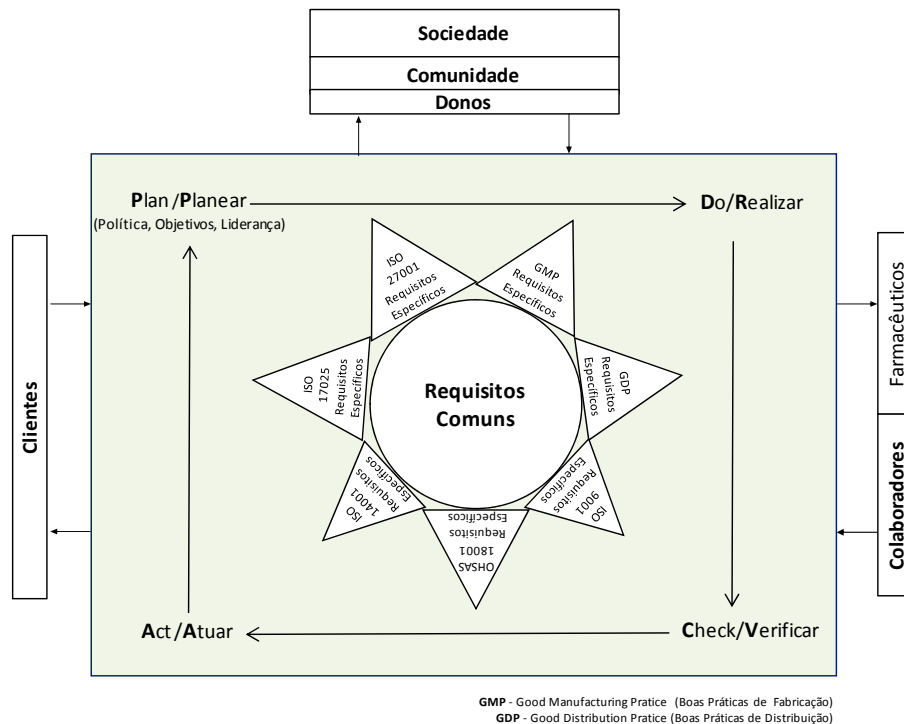 Sociedade
Comunidade
Donos
Plan/Planear
(Política, Objetivos, Liderança)
Do/Realizar
Clientes
Farmacêuticos
Colaboradores
ISO
27001
Requisitos
Específicos
GMP
Requisitos
Específicos
ISO
17025
Requisitos
Específicos
GDP
Requisitos
Específicos
Requisitos
Comuns
ISO
14001
Requisitos
Específicos
ISO
9001
Requisitos
Específicos
OHSAS
18001
Requisitos
Específicos
Act/Atuar
Check/Verificar
GMP - Good Manufacturing Pratice (Boas Práticas de Fabricação)
GDP - Good Distribution Pratice (Boas Práticas de Distribuição)